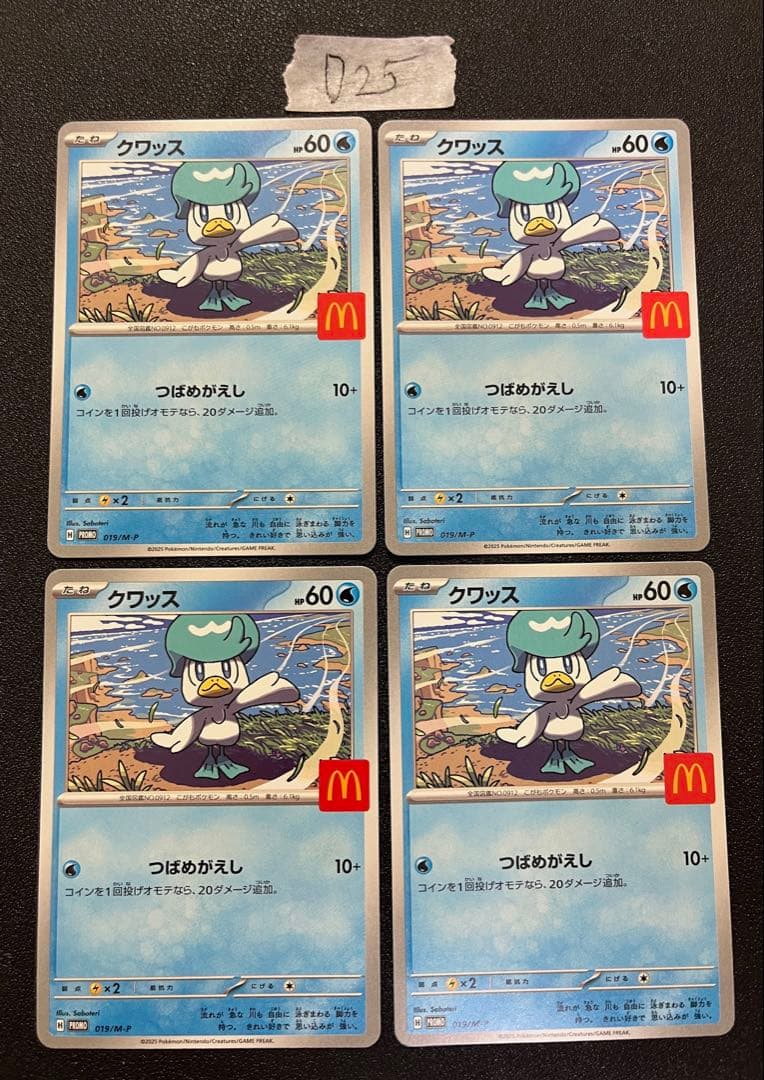 D25
たね クワッス HP60
全国図鑑NO.0912 こがもポケモン 高さ:0.5m 重さ:6.1kg
つばめがえし 10+
コインを1回投げオモテなら、20ダメージ追加。
弱点 ×2 抵抗力 にげる
Illus. Saboteri
流れが 急な 川も 自由に 泳ぎまわる 脚力を
H PROMO 019/M-P
持つ。 きれい好きで 思い込みが 強い。
©2025 Pokémon/Nintendo/Creatures/GAME FREAK.
たね クワッス HP60
全国図鑑NO.0912 こがもポケモン 高さ:0.5m 重さ:6.1kg
つばめがえし 10+
コインを1回投げオモテなら、20ダメージ追加。
弱点 ×2 抵抗力 にげる
Illus. Saboteri
流れが 急な 川も 自由に 泳ぎまわる 脚力を
H PROMO 019/M-P
持つ。 きれい好きで 思い込みが 強い。
©2025 Pokémon/Nintendo/Creatures/GAME FREAK.
たね クワッス HP60
全国図鑑NO.0912 こがもポケモン 高さ:0.5m 重さ:6.1kg
つばめがえし 10+
コインを1回投げオモテなら、20ダメージ追加。
弱点 ×2 抵抗力 にげる
Illus. Saboteri
流れが 急な 川も 自由に 泳ぎまわる 脚力を
H PROMO 019/M-P
持つ。 きれい好きで 思い込みが 強い。
©2025 Pokémon/Nintendo/Creatures/GAME FREAK.
たね クワッス HP60
全国図鑑NO.0912 こがもポケモン 高さ:0.5m 重さ:6.1kg
つばめがえし 10+
コインを1回投げオモテなら、20ダメージ追加。
弱点 ×2 抵抗力 にげる
Illus. Saboteri
流れが 急な 川も 自由に 泳ぎまわる 脚力を
H PROMO 019/M-P
持つ。 きれい好きで 思い込みが 強い。
©2025 Pokémon/Nintendo/Creatures/GAME FREAK.